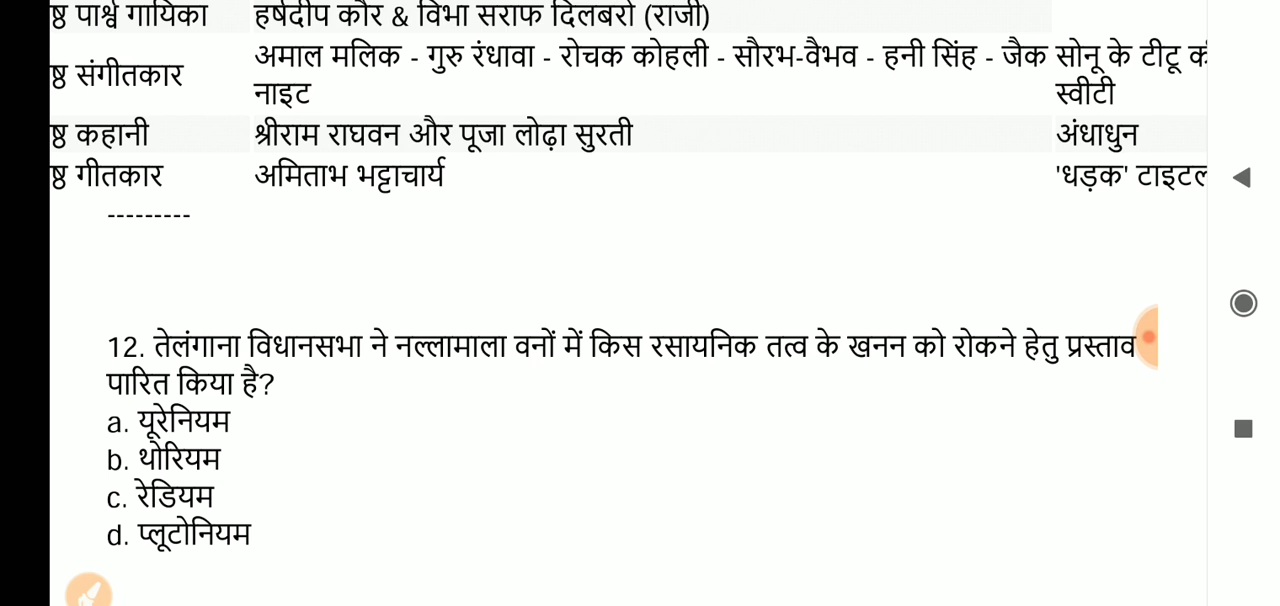 ष्ठ पार्श्व गायिका हर्षदीप कौर & विभा सराफ दिलबरो (राजी)
ष्ठ संगीतकार अमाल मलिक - गुरु रंधावा - रोचक कोहली - सौरभ-वैभव - हनी सिंह - जैक नाइट सोनू के टीटू की स्वीटी
ष्ठ कहानी श्रीराम राघवन और पूजा लोढ़ा सुरती अंधाधुन
ष्ठ गीतकार अमिताभ भट्टाचार्य 'धड़क' टाइटल
---------
12. तेलंगाना विधानसभा ने नल्लामाला वनों में किस रसायनिक तत्व के खनन को रोकने हेतु प्रस्ताव
पारित किया है?
a. यूरेनियम
b. थोरियम
c. रेडियम
d. प्लूटोनियम